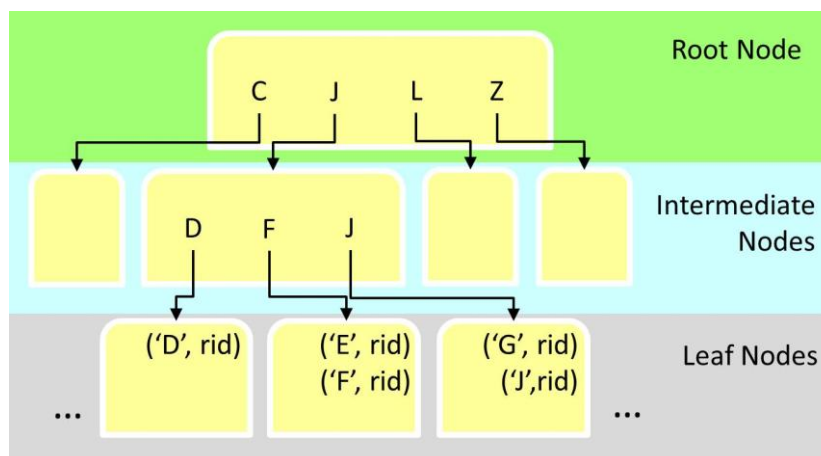 Root Node
C J L Z
Intermediate
Nodes
D F J
(‘D’, rid) (‘E’, rid) (‘G’, rid)
Leaf Nodes
(‘F’, rid) (‘J’,rid)
... ...